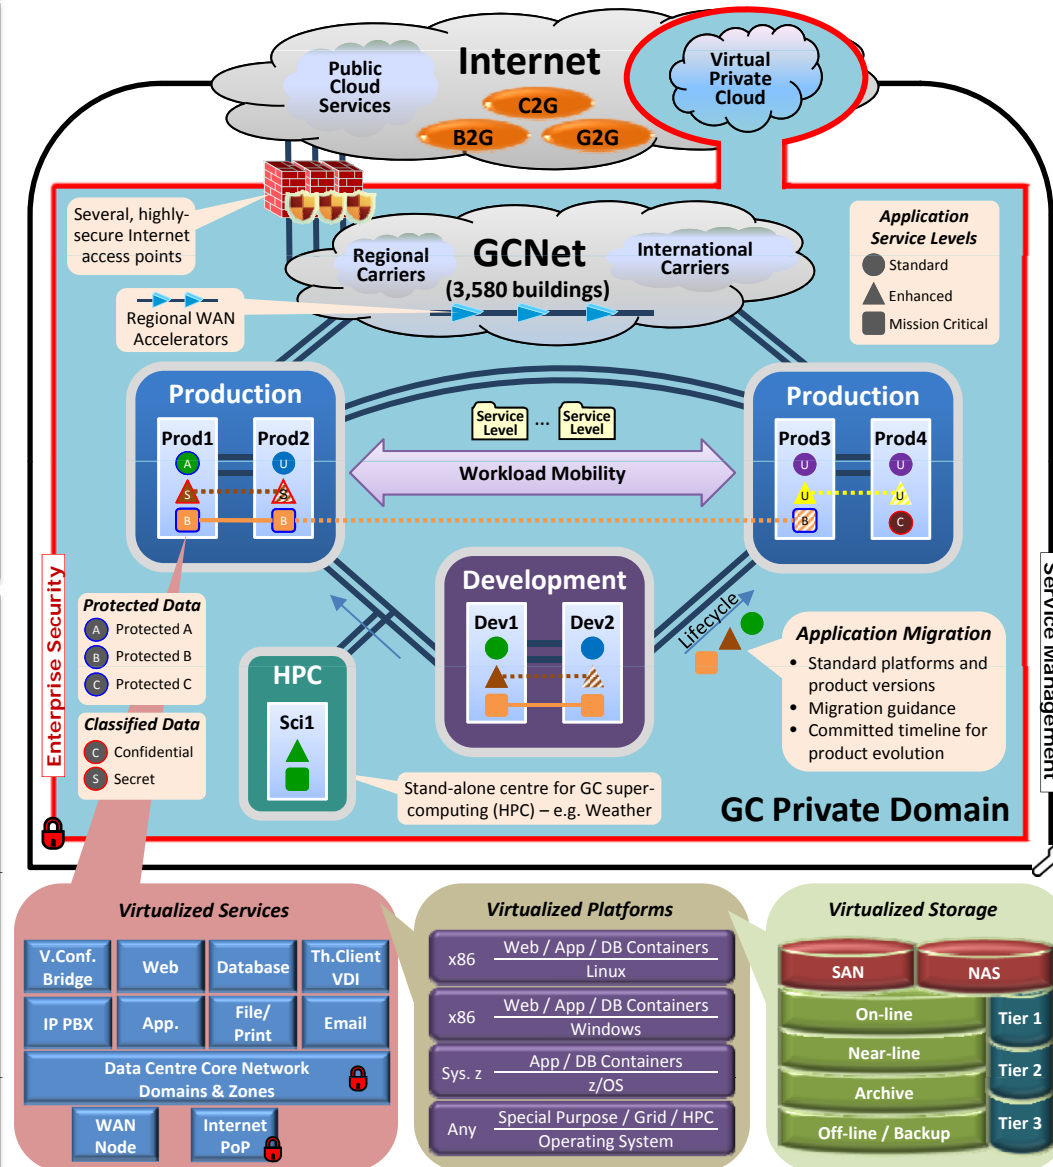 Internet
Public
Cloud
Services
Virtual
Private
Cloud
C2G
B2G
G2G
Several, highly-
secure Internet
access points
Regional
Carriers
GCNet
(3,580 buildings)
International
Carriers
Application
Service Levels
Standard
Enhanced
Mission Critical
Regional WAN
Accelerators
Production
Prod1
Prod2
A
U
S
S
B
B
Service
Level
...
Service
Level
Workload Mobility
Production
Prod3
Prod4
U
U
U
U
B
C
Enterprise Security
Service Management
Protected Data
A Protected A
B Protected B
C Protected C
Classified Data
C Confidential
S Secret
Development
Dev1
Dev2
HPC
Sci1
Lifecycle
Application Migration
• Standard platforms and
product versions
• Migration guidance
• Committed timeline for
product evolution
Stand-alone centre for GC super-
computing (HPC) – e.g. Weather
GC Private Domain
Virtualized Services
V.Conf.
Bridge
Web
Database
Th.Client
VDI
IP PBX
App.
File/
Print
Email
Data Centre Core Network
Domains & Zones
WAN
Node
Internet
PoP
Virtualized Platforms
x86
Web / App / DB Containers
Linux
x86
Web / App / DB Containers
Windows
Sys. z
App / DB Containers
z/OS
Any
Special Purpose / Grid / HPC
Operating System
Virtualized Storage
SAN
NAS
On-line
Near-line
Archive
Off-line / Backup
Tier 1
Tier 2
Tier 3